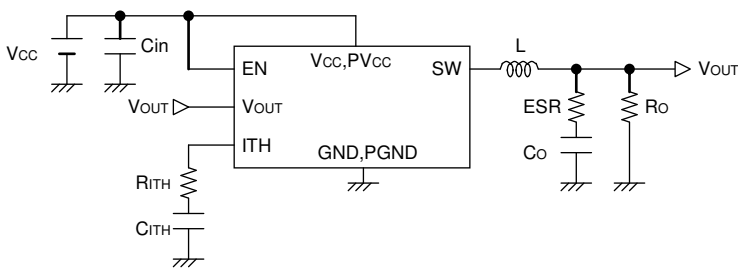 VCC
Cin
EN
VCC,PVCC
SW
L
VOUT
VOUT
VOUT
ESR
RO
CO
ITH
GND,PGND
RITH
CITH